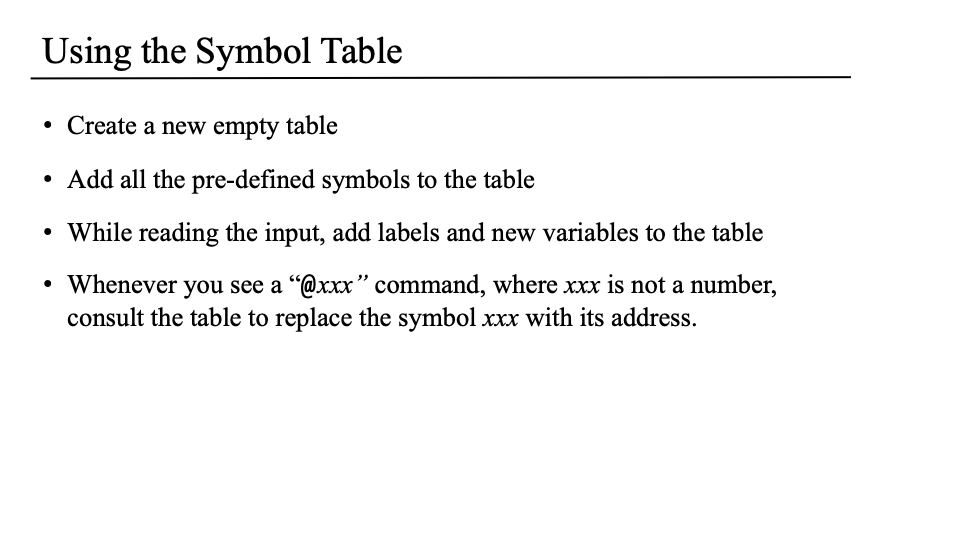 Using the Symbol Table
• Create a new empty table
• Add all the pre-defined symbols to the table
• While reading the input, add labels and new variables to the table
• Whenever you see a “@xxx” command, where xxx is not a number,
consult the table to replace the symbol xxx with its address.